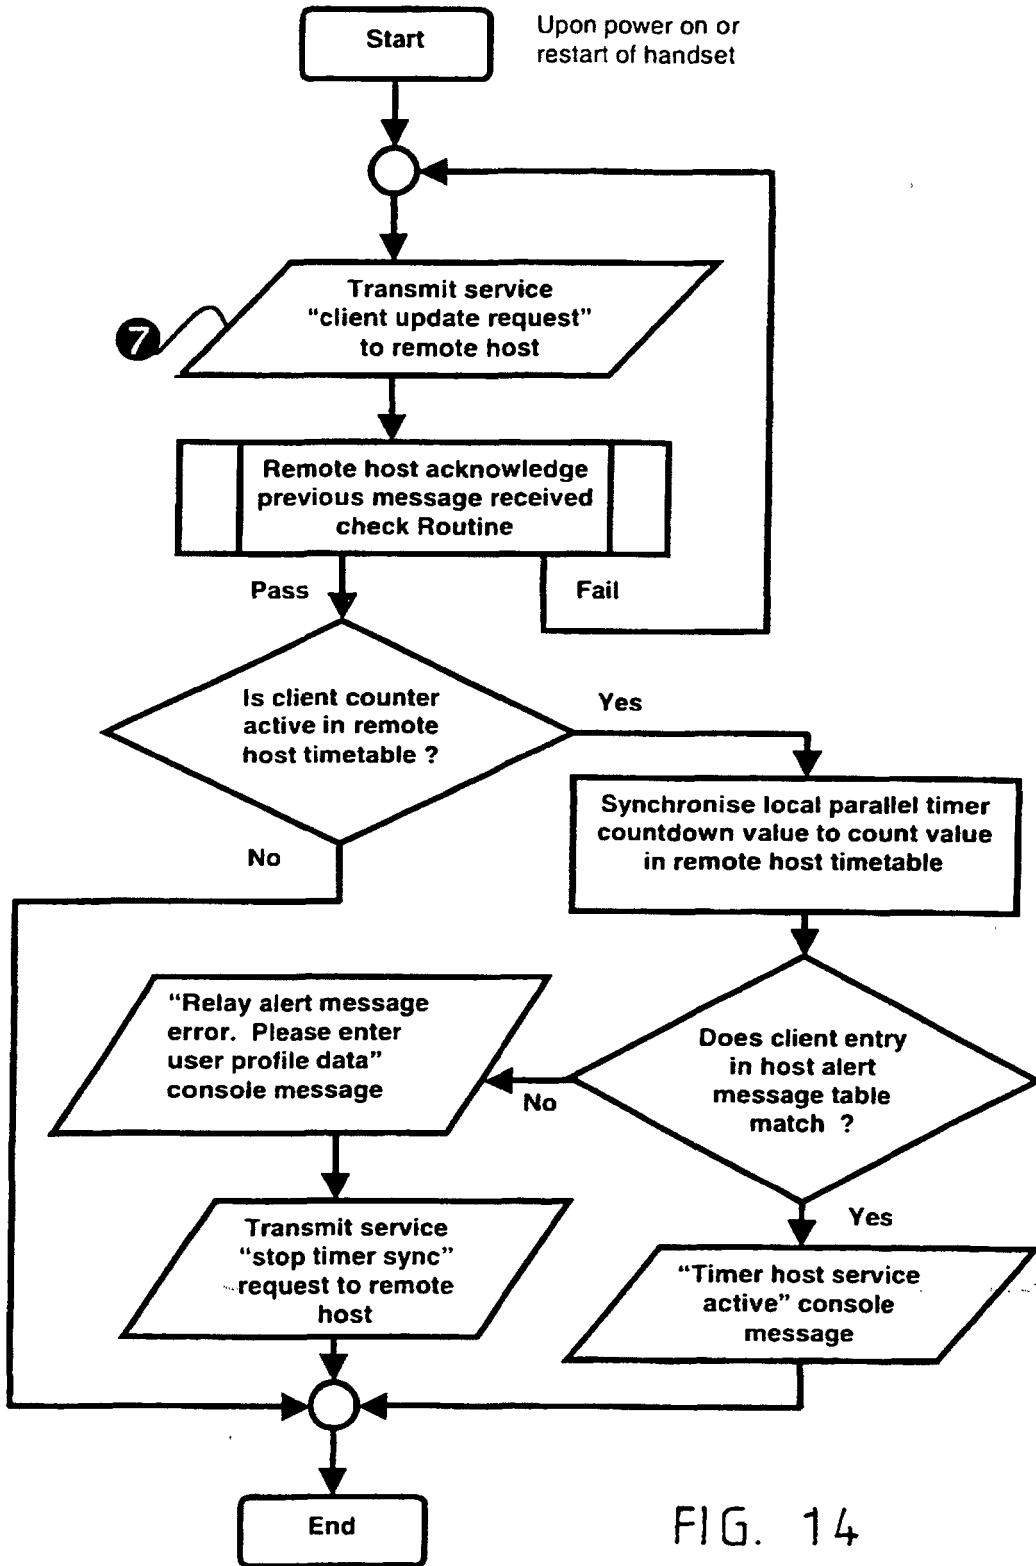 Start
Upon power on or
restart of handset
Transmit service
“client update request”
to remote host
7
Remote host acknowledge
previous message received
check Routine
Pass
Fail
Is client counter
active in remote
host timetable ?
Yes
No
Synchronise local parallel timer
countdown value to count value
in remote host timetable
“Relay alert message
error. Please enter
user profile data”
console message
Does client entry
in host alert
message table
match ?
No
Yes
Transmit service
“stop timer sync”
request to remote
host
“Timer host service
active” console
message
End
FIG. 14